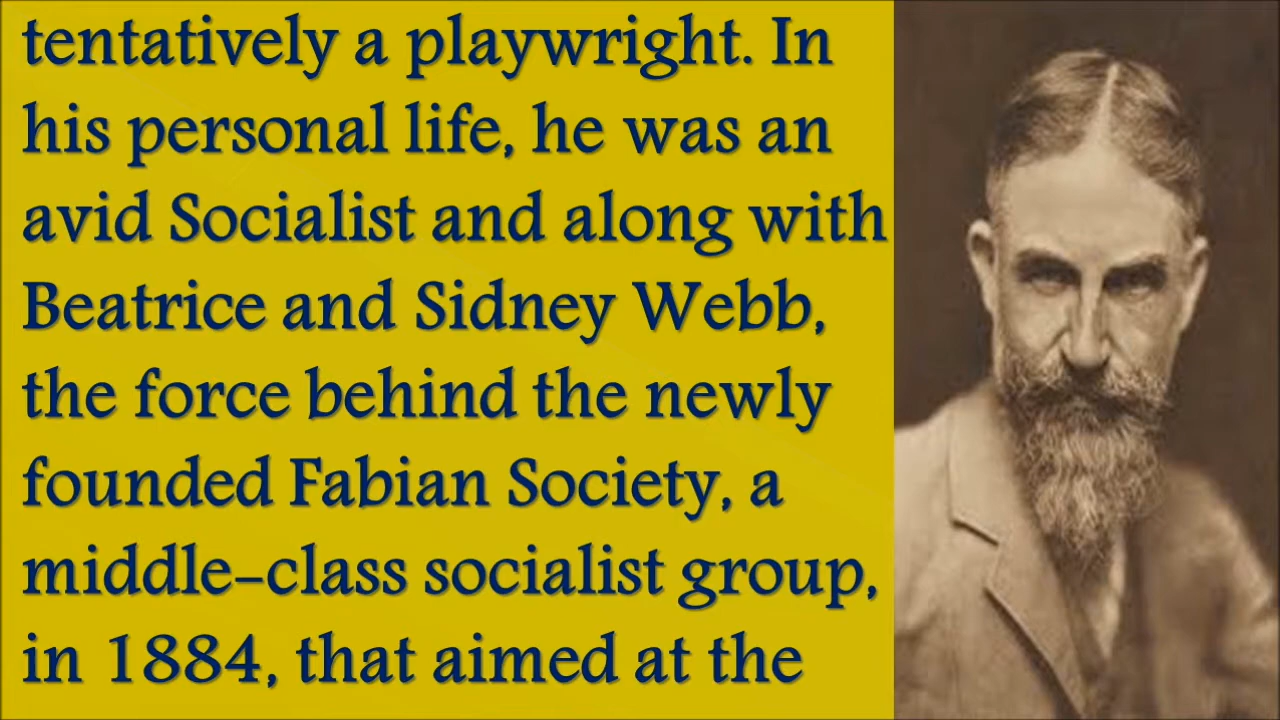 tentatively a playwright. In
his personal life, he was an
avid Socialist and along with
Beatrice and Sidney Webb,
the force behind the newly
founded Fabian Society, a
middle-class socialist group,
in 1884, that aimed at the